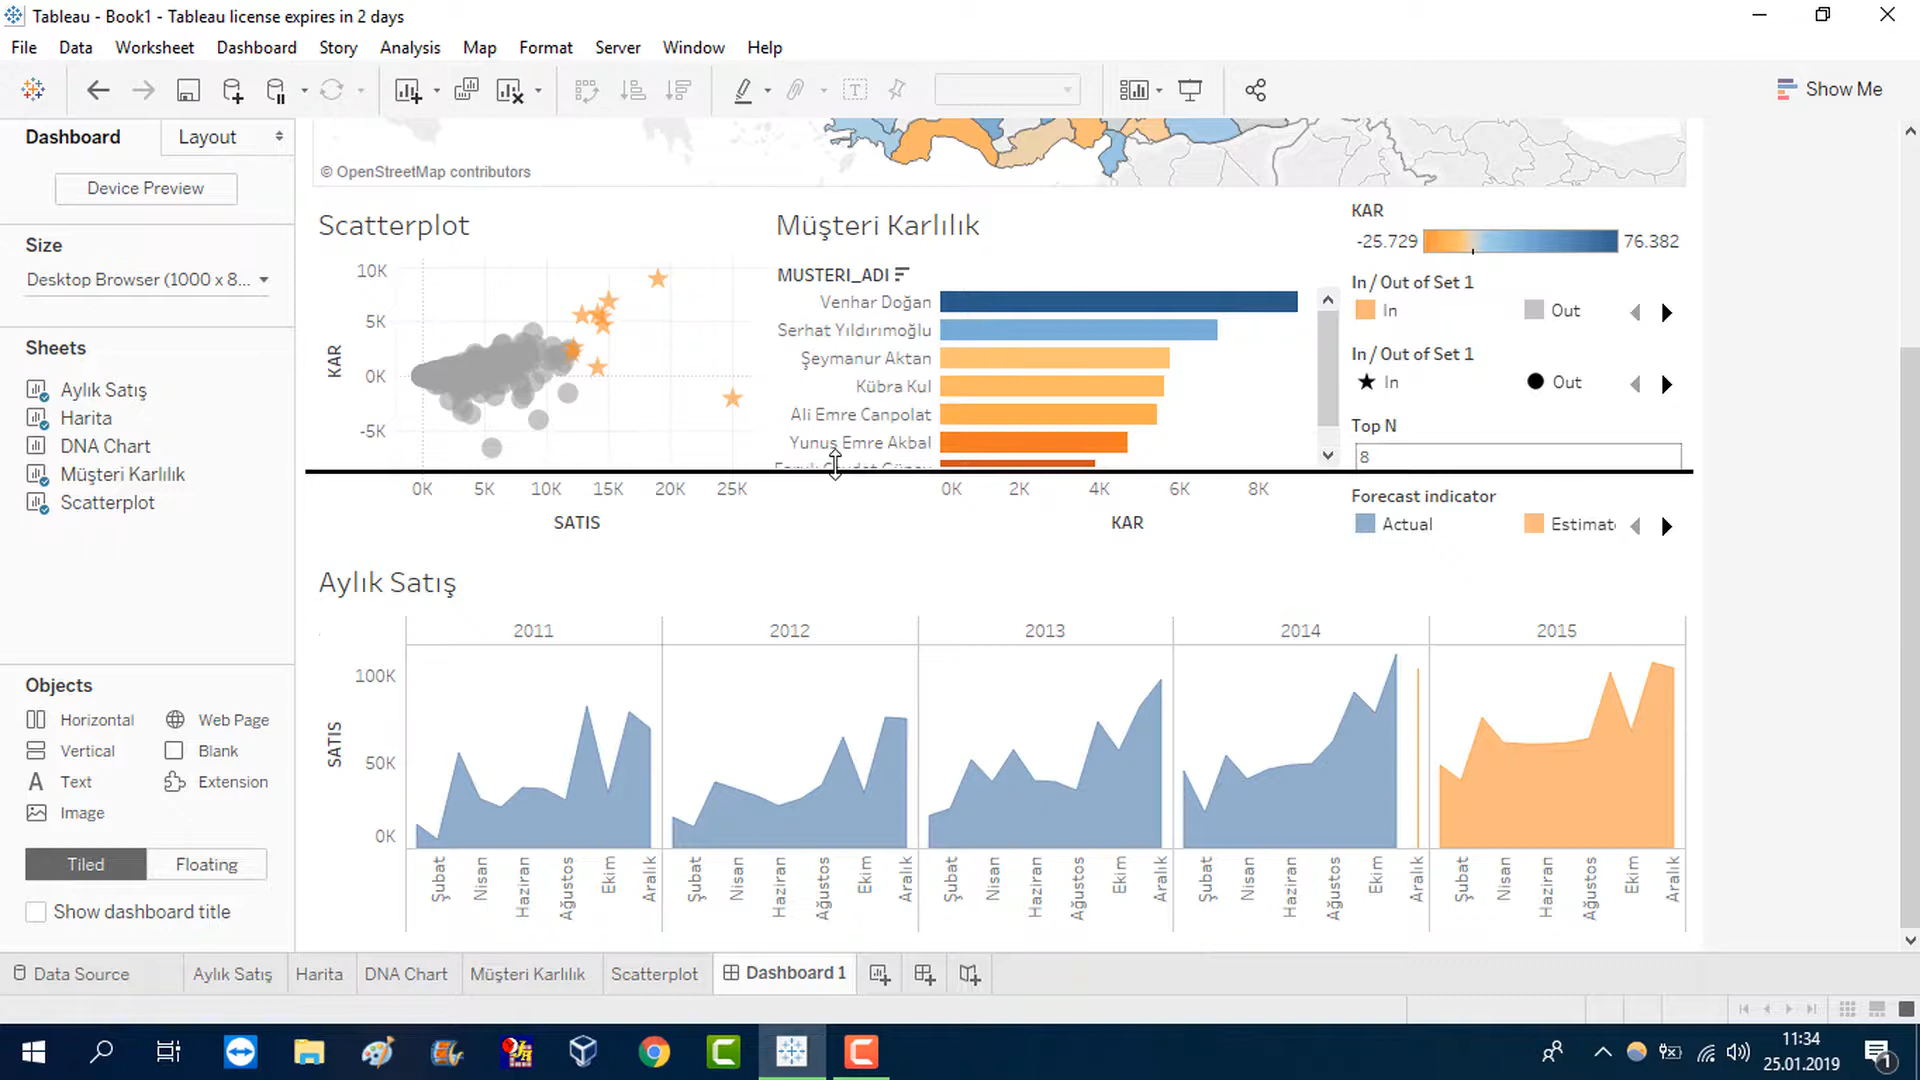 Tableau - Book1 - Tableau license expires in 2 days
File Data Worksheet Dashboard Story Analysis Map Format Server Window Help
Show Me
Dashboard Layout
Device Preview
Size
Desktop Browser (1000 x 8...
Sheets
Aylık Satış
Harita
DNA Chart
Müşteri Karlılık
Scatterplot
Objects
Horizontal Web Page
Vertical Blank
Text Extension
Image
Tiled Floating
Show dashboard title
© OpenStreetMap contributors
Scatterplot
KAR
10K
5K
0K
-5K
0K 5K 10K 15K 20K 25K
SATIS
Müşteri Karlılık
MUSTERI_ADI
Venhar Doğan
Serhat Yıldırımoğlu
Şeymanur Aktan
Kübra Kul
Ali Emre Canpolat
Yunus Emre Akbal
0K 2K 4K 6K 8K
KAR
KAR
-25.729 76.382
In / Out of Set 1
In Out
In / Out of Set 1
In Out
Top N
8
Forecast indicator
Actual Estimat
Aylık Satış
2011 2012 2013 2014 2015
SATIS
100K
50K
0K
Şubat Nisan Haziran Ağustos Ekim Aralık Şubat Nisan Haziran Ağustos Ekim Aralık Şubat Nisan Haziran Ağustos Ekim Aralık Şubat Nisan Haziran Ağustos Ekim Aralık Şubat Nisan Haziran Ağustos Ekim Aralık
Data Source Aylık Satış Harita DNA Chart Müşteri Karlılık Scatterplot Dashboard 1
11:34
25.01.2019
1